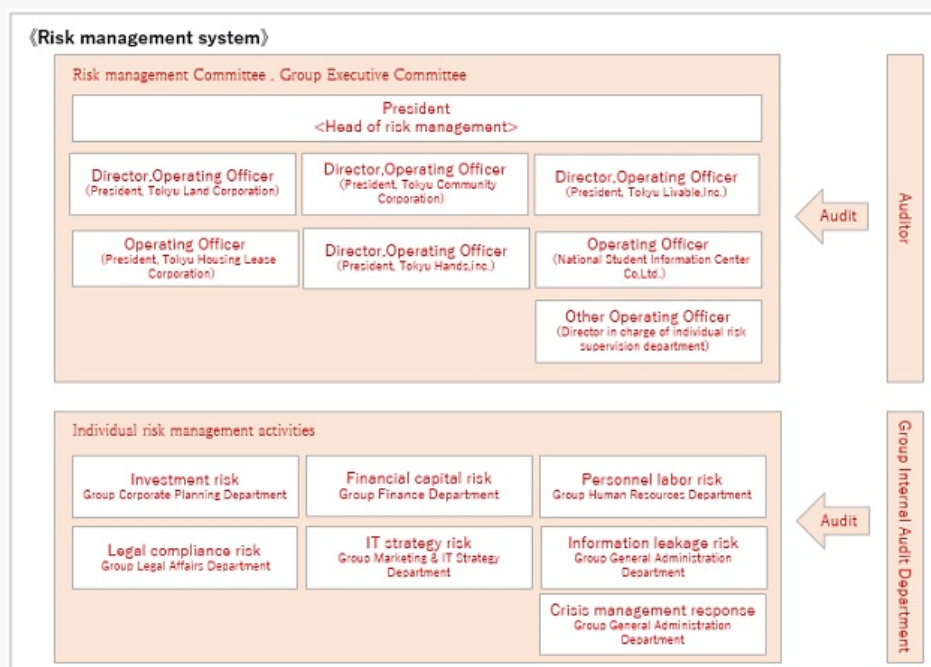 《Risk management system》
Risk management Committee , Group Executive Committee
President
<Head of risk management>
Director,Operating Officer
(President, Tokyu Land Corporation)
Director,Operating Officer
(President, Tokyu Community
Corporation)
Director,Operating Officer
(President, Tokyu Livable,Inc.)
Operating Officer
(President, Tokyu Housing Lease
Corporation)
Director,Operating Officer
(President, Tokyu Hands,inc.)
Operating Officer
(National Student Information Center
Co,Ltd.)
Other Operating Officer
(Director in charge of individual risk
supervision department)
Audit
Auditor
Individual risk management activities
Investment risk
Group Corporate Planning Department
Financial capital risk
Group Finance Department
Personnel labor risk
Group Human Resources Department
Legal compliance risk
Group Legal Affairs Department
IT strategy risk
Group Marketing & IT Strategy
Department
Information leakage risk
Group General Administration
Department
Crisis management response
Group General Administration
Department
Audit
Group Internal Audit Department